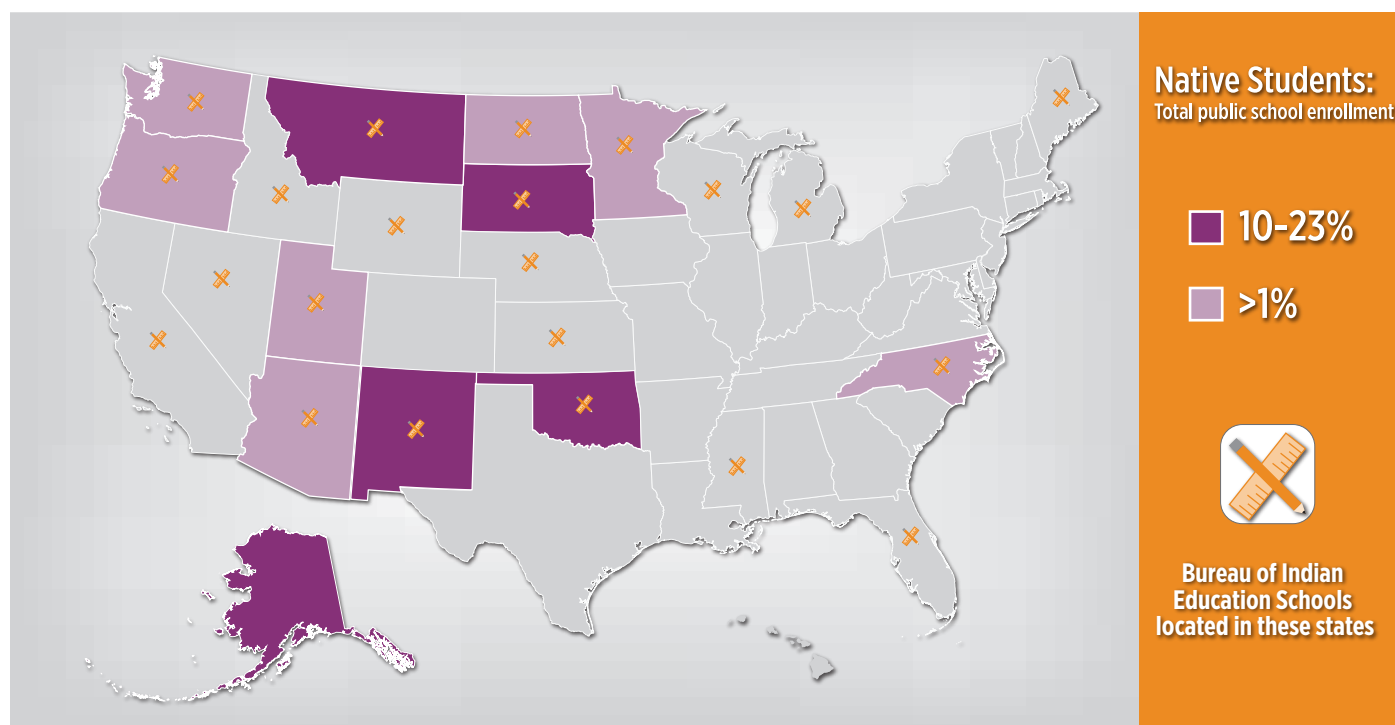 Native Students:
Total public school enrollment
10-23%
>1%
Bureau of Indian
Education Schools
located in these states